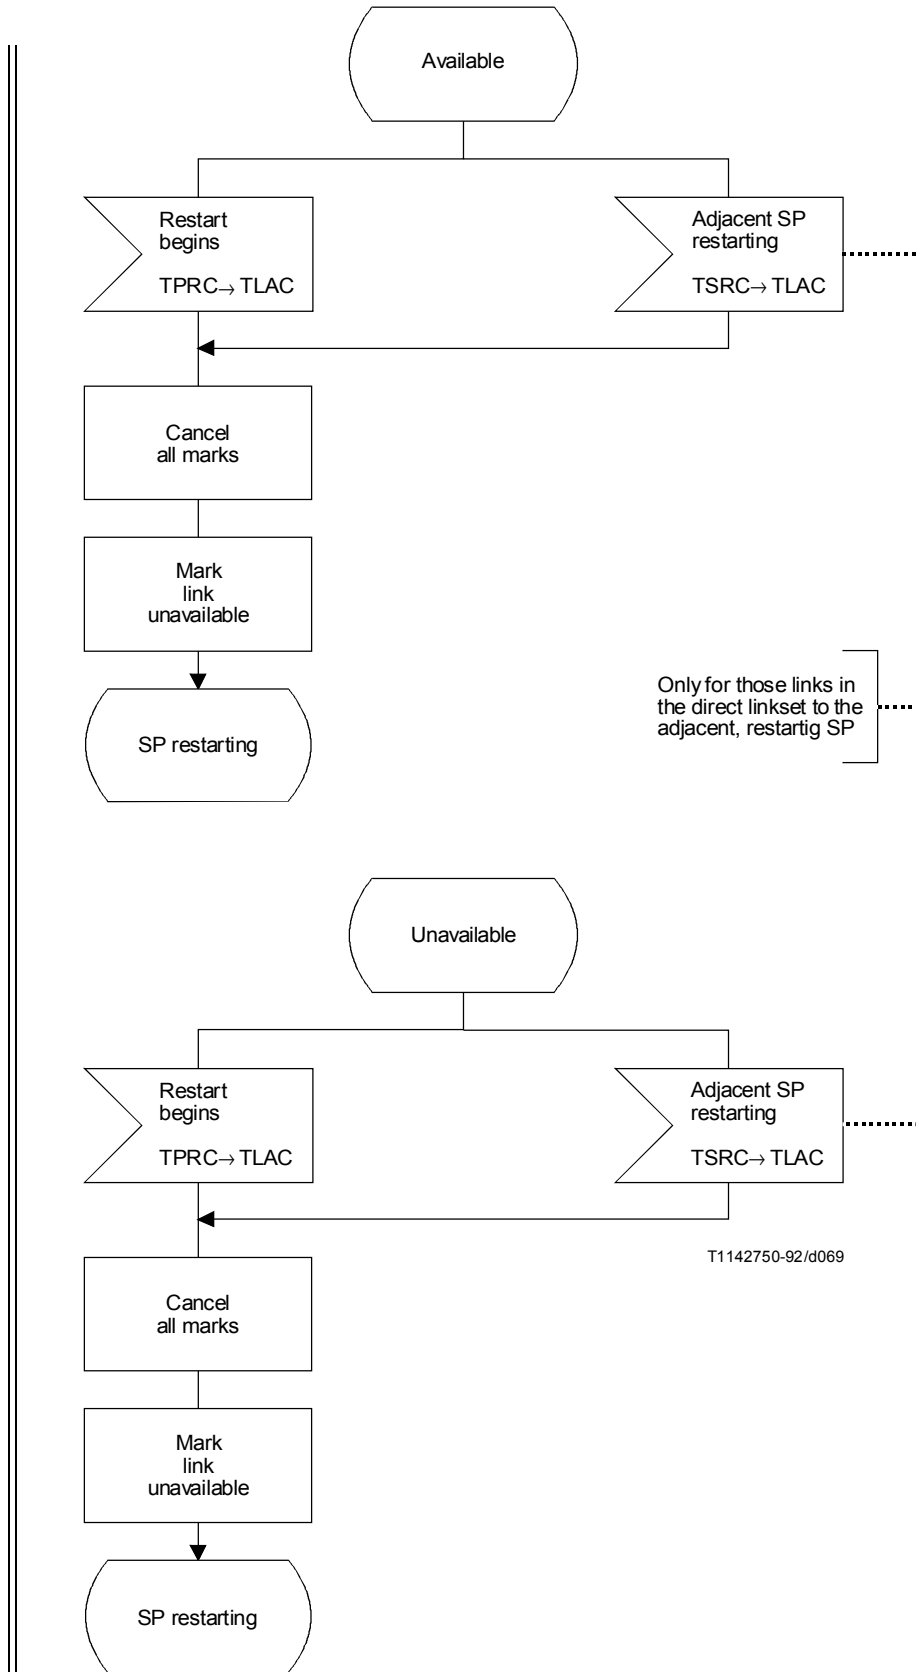 Available
Restart
begins
TPRC→ TLAC
Adjacent SP
restarting
TSRC→ TLAC
Cancel
all marks
Mark
link
unavailable
SP restarting
Only for those links in
the direct linkset to the
adjacent, restartig SP
Unavailable
Restart
begins
TPRC→ TLAC
Adjacent SP
restarting
TSRC→ TLAC
T1142750-92/d069
Cancel
all marks
Mark
link
unavailable
SP restarting